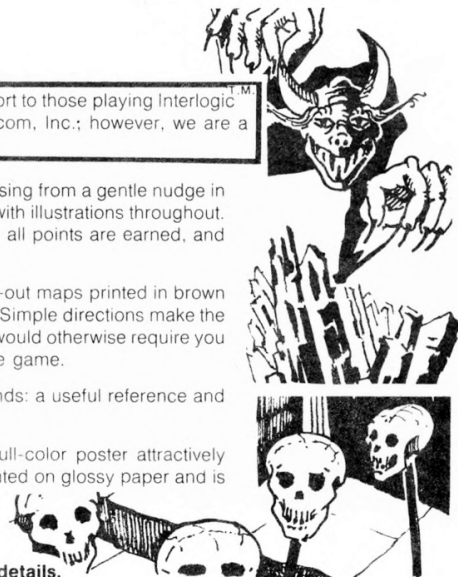 T.M.
ort to those playing Interlogic
com, Inc.; however, we are a
sing from a gentle nudge in
with illustrations throughout.
all points are earned, and
-out maps printed in brown
Simple directions make the
would otherwise require you
e game.
nds: a useful reference and
ull-color poster attractively
nted on glossy paper and is
details.